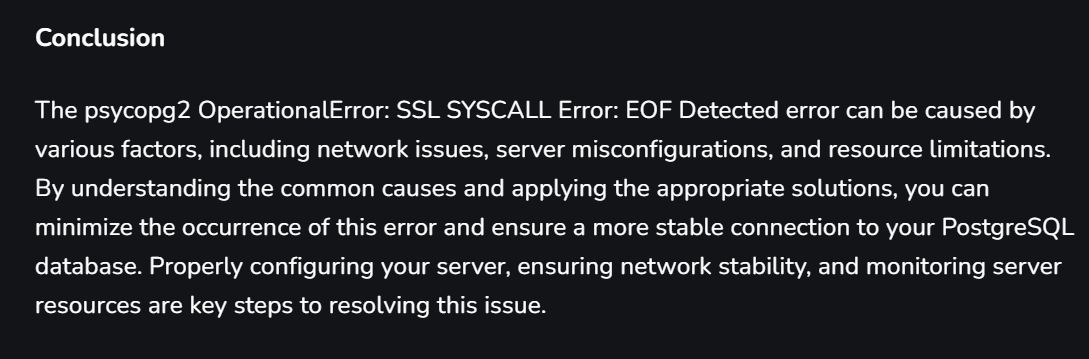 Conclusion
The psycopg2 OperationalError: SSL SYSCALL Error: EOF Detected error can be caused by
various factors, including network issues, server misconfigurations, and resource limitations.
By understanding the common causes and applying the appropriate solutions, you can
minimize the occurrence of this error and ensure a more stable connection to your PostgreSQL
database. Properly configuring your server, ensuring network stability, and monitoring server
resources are key steps to resolving this issue.